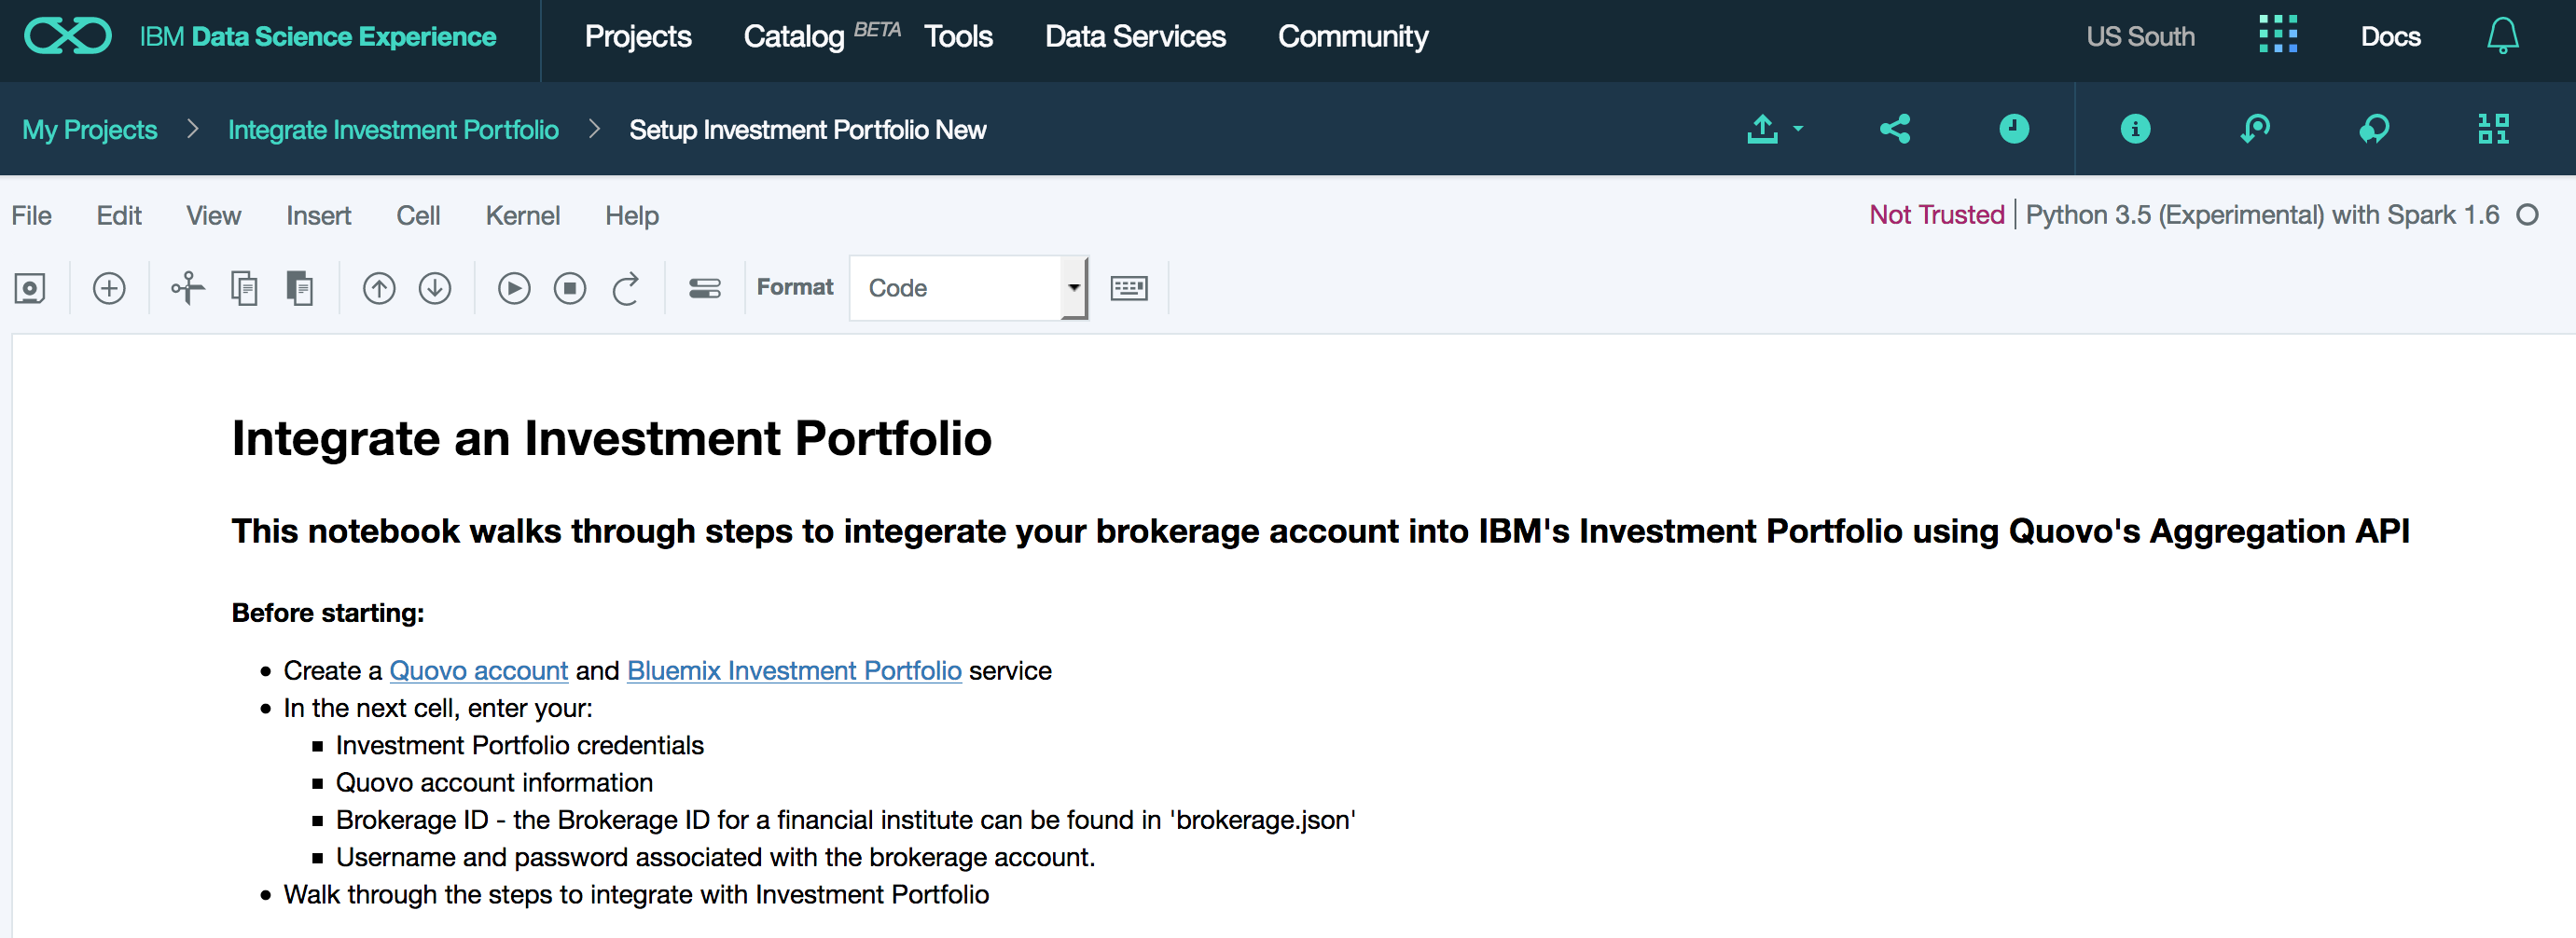 IBM Data Science Experience Projects Catalog BETA Tools Data Services Community US South Docs
My Projects > Integrate Investment Portfolio > Setup Investment Portfolio New
File Edit View Insert Cell Kernel Help Not Trusted | Python 3.5 (Experimental) with Spark 1.6
Format Code
Integrate an Investment Portfolio
This notebook walks through steps to integerate your brokerage account into IBM's Investment Portfolio using Quovo's Aggregation API
Before starting:
• Create a Quovo account and Bluemix Investment Portfolio service
• In the next cell, enter your:
▪ Investment Portfolio credentials
▪ Quovo account information
▪ Brokerage ID - the Brokerage ID for a financial institute can be found in 'brokerage.json'
▪ Username and password associated with the brokerage account.
• Walk through the steps to integrate with Investment Portfolio